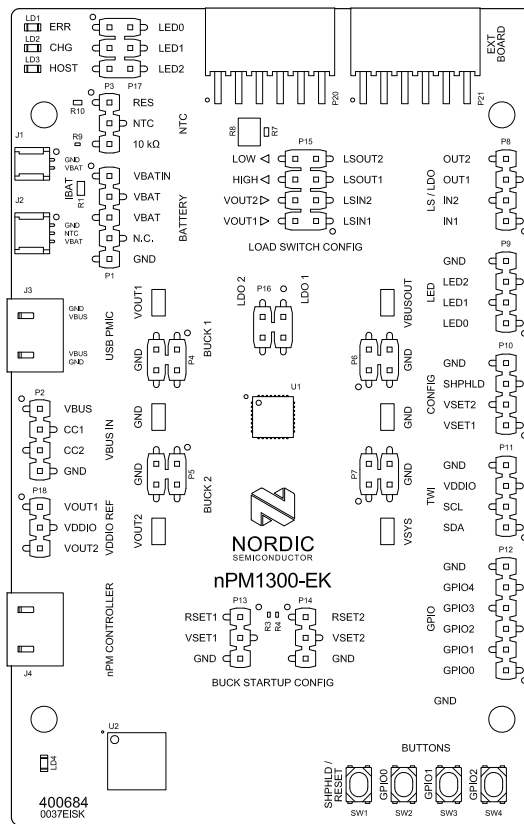 LD1 ERR LED0
LD2 CHG LED1
LD3 HOST LED2
P3 P17
R10
RES
NTC
10 kΩ
NTC
R9
J1
GND
VBAT
IBAT
R1
J2
GND
NTC
VBAT
VBATIN
VBAT
VBAT
N.C.
GND
BATTERY
P1
P20
P21
EXT
BOARD
R8 R7
P15
LOW LSOUT2
HIGH LSOUT1
VOUT2 LSIN2
VOUT1 LSIN1
LOAD SWITCH CONFIG
P8
OUT2
OUT1
IN2
IN1
LS / LDO
P9
GND
LED2
LED1
LED0
LED
J3
GND
VBUS
VBUS
GND
USB PMIC
VOUT1
BUCK 1
GND
P4
LDO 2
P16
LDO 1
VBUSOUT
P6
GND
P10
GND
SHPHLD
VSET2
VSET1
CONFIG
U1
GND
GND
P2
VBUS
CC1
CC2
GND
VBUS IN
GND
P5
BUCK 2
VOUT2
P7
GND
VSYS
P11
GND
VDDIO
SCL
SDA
TWI
P18
VOUT1
VDDIO
VOUT2
VDDIO REF
NORDIC
SEMICONDUCTOR
nPM1300-EK
P12
GND
GPIO4
GPIO3
GPIO2
GPIO1
GPIO0
GPIO
nPM CONTROLLER
J4
P13
R3
R4
P14
RSET1 RSET2
VSET1 VSET2
GND GND
BUCK STARTUP CONFIG
GND
U2
LD4
400684
0037EISK
BUTTONS
SHPHLD /
RESET
GPIO0
GPIO1
GPIO2
SW1 SW2 SW3 SW4